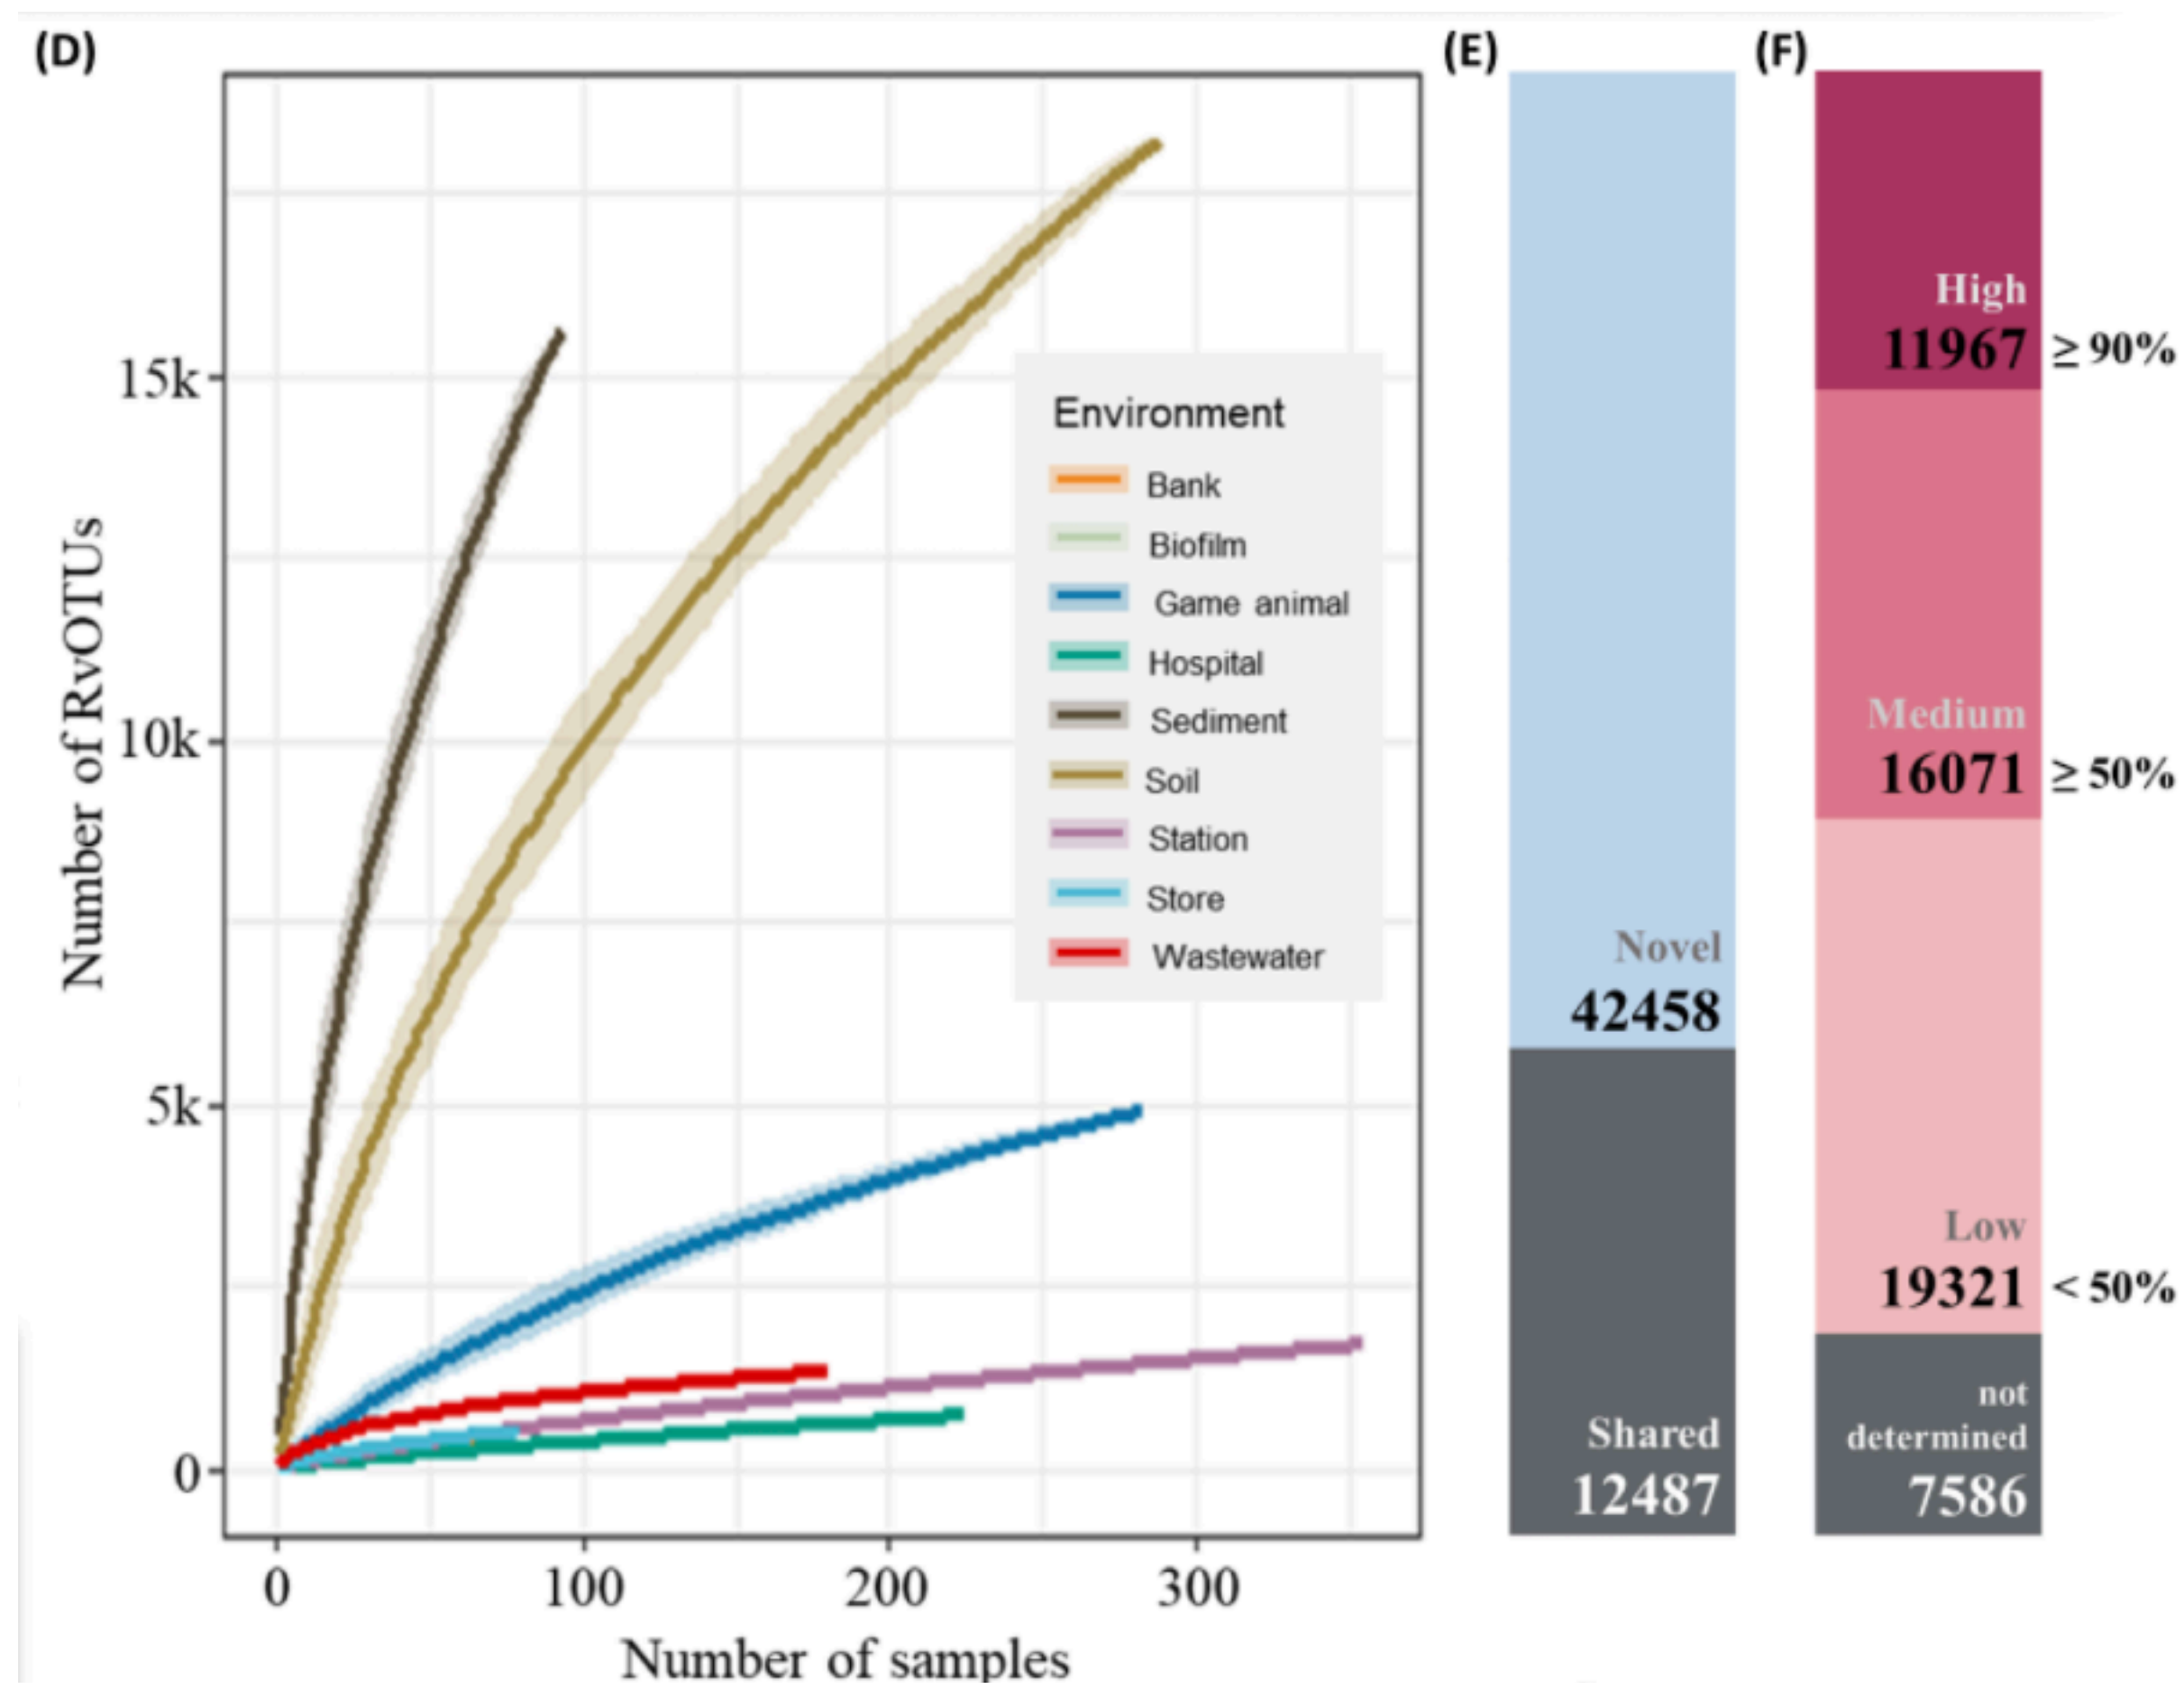 (D)
Number of RvOTUs
15k
10k
5k
0
0 100 200 300
Number of samples
Environment
Bank
Biofilm
Game animal
Hospital
Sediment
Soil
Station
Store
Wastewater
(E)
Novel
42458
Shared
12487
(F)
High
11967 ≥ 90%
Medium
16071 ≥ 50%
Low
19321 < 50%
not
determined
7586